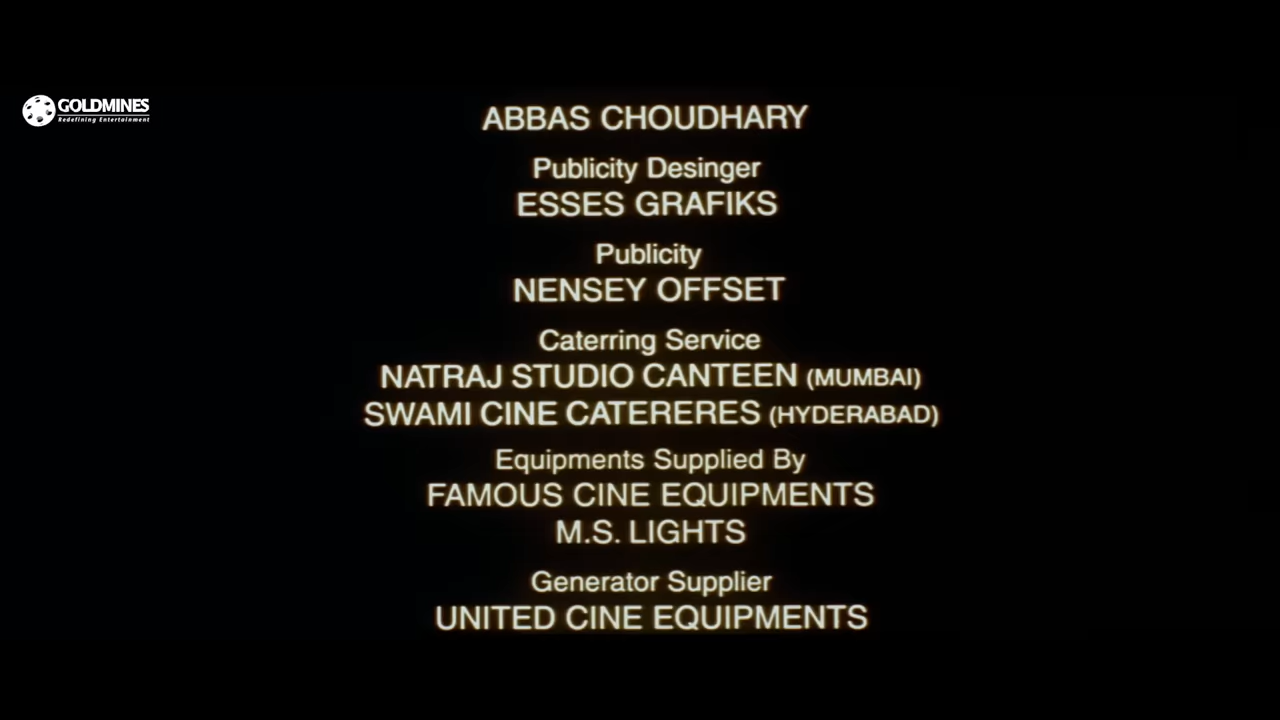 GOLDMINES
Redefining Entertainment
ABBAS CHOUDHARY
Publicity Desinger
ESSES GRAFIKS
Publicity
NENSEY OFFSET
Caterring Service
NATRAJ STUDIO CANTEEN (MUMBAI)
SWAMI CINE CATERERES (HYDERABAD)
Equipments Supplied By
FAMOUS CINE EQUIPMENTS
M.S. LIGHTS
Generator Supplier
UNITED CINE EQUIPMENTS